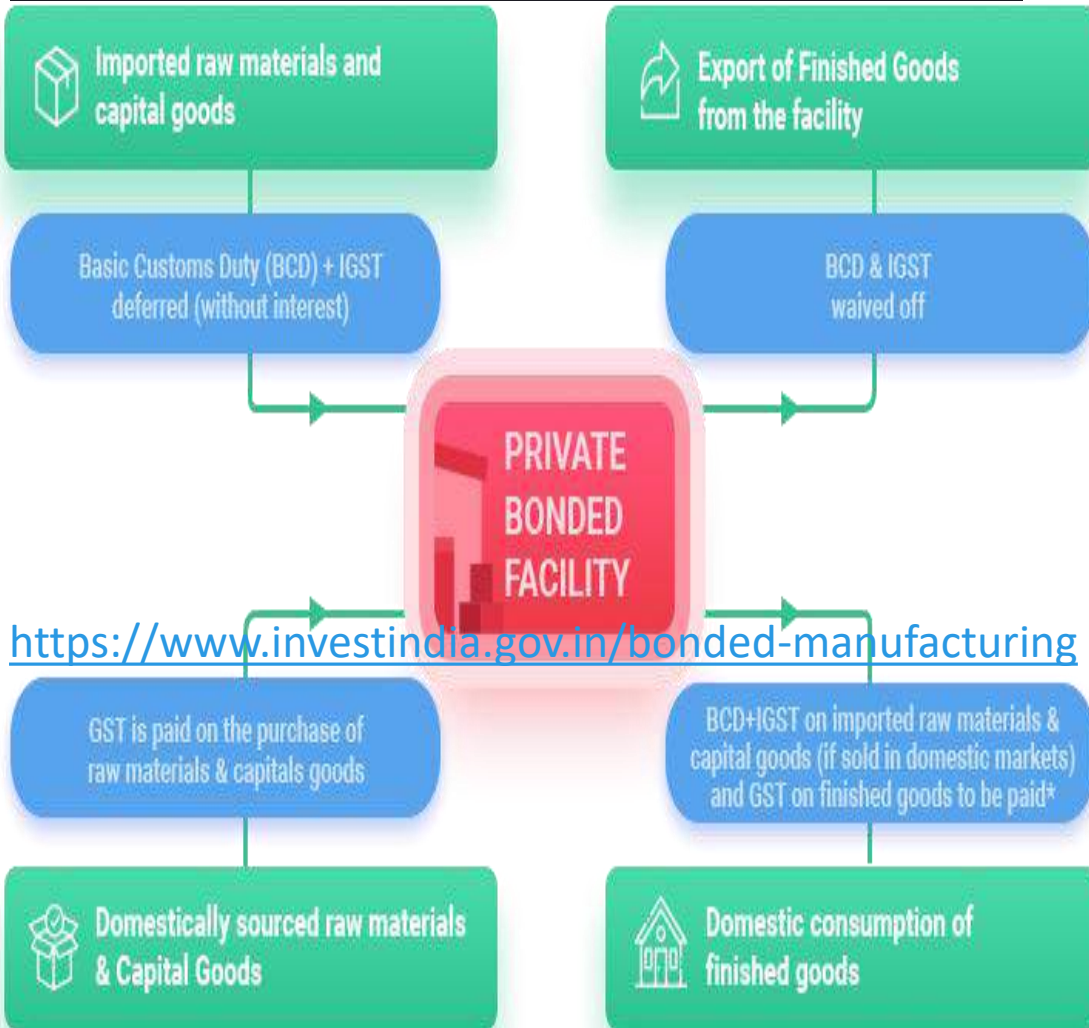 Imported raw materials and
capital goods
Export of Finished Goods
from the facility
Basic Customs Duty (BCD) + IGST
deferred (without interest)
BCD & IGST
waived off
PRIVATE
BONDED
FACILITY
https://www.investindia.gov.in/bonded-manufacturing
GST is paid on the purchase of
raw materials & capitals goods
BCD+IGST on imported raw materials &
capital goods (if sold in domestic markets)
and GST on finished goods to be paid*
Domestically sourced raw materials
& Capital Goods
Domestic consumption of
finished goods